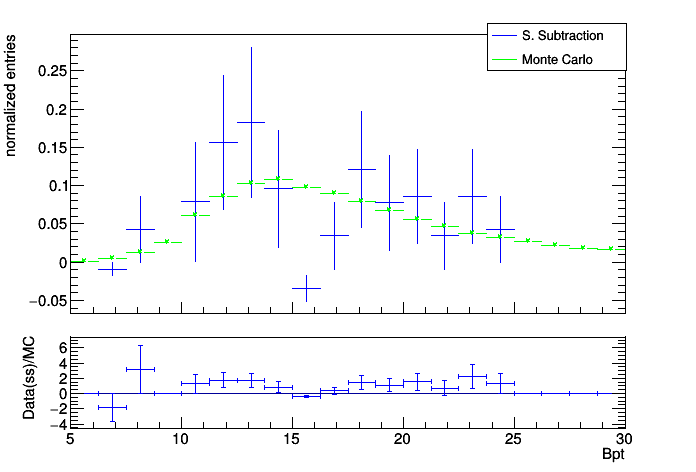 S. Subtraction
Monte Carlo
normalized entries
0.25
0.2
0.15
0.1
0.05
0
−0.05
Data(ss)/MC
6
4
2
0
−2
−4
5 10 15 20 25 30
Bpt